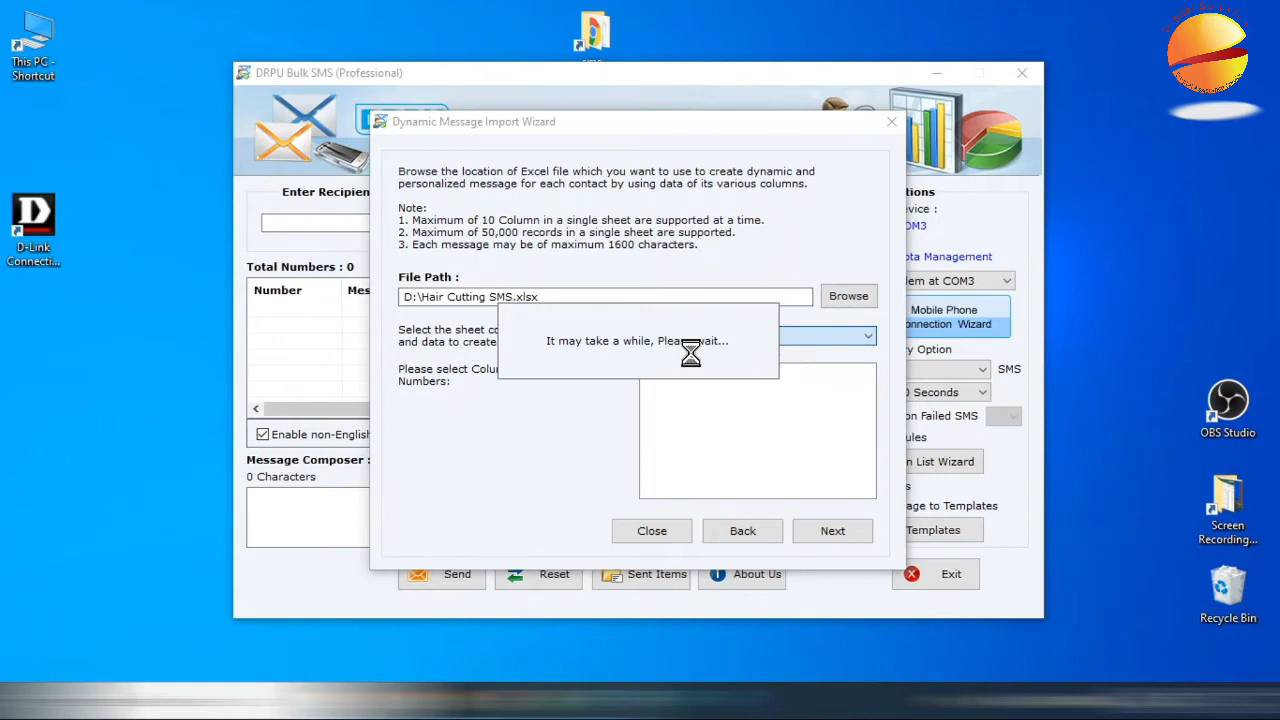 This PC -
Shortcut
D-Link
Connecti...
OBS Studio
Screen
Recording...
Recycle Bin
DRPU Bulk SMS (Professional)
Enter Recipien
Total Numbers : 0
Number
Mes
Enable non-English
Message Composer :
0 Characters
Send
Reset
Sent Items
About Us
Exit
COM3
ota Management
dem at COM3
Mobile Phone
onnection Wizard
ry Option
SMS
0 Seconds
on Failed SMS
ules
n List Wizard
age to Templates
Templates
Dynamic Message Import Wizard
Browse the location of Excel file which you want to use to create dynamic and
personalized message for each contact by using data of its various columns.
Note:
1. Maximum of 10 Column in a single sheet are supported at a time.
2. Maximum of 50,000 records in a single sheet are supported.
3. Each message may be of maximum 1600 characters.
File Path :
D:\Hair Cutting SMS.xlsx
Browse
Select the sheet co
and data to create
It may take a while, Please wait...
Please select Colu
Numbers:
Close
Back
Next